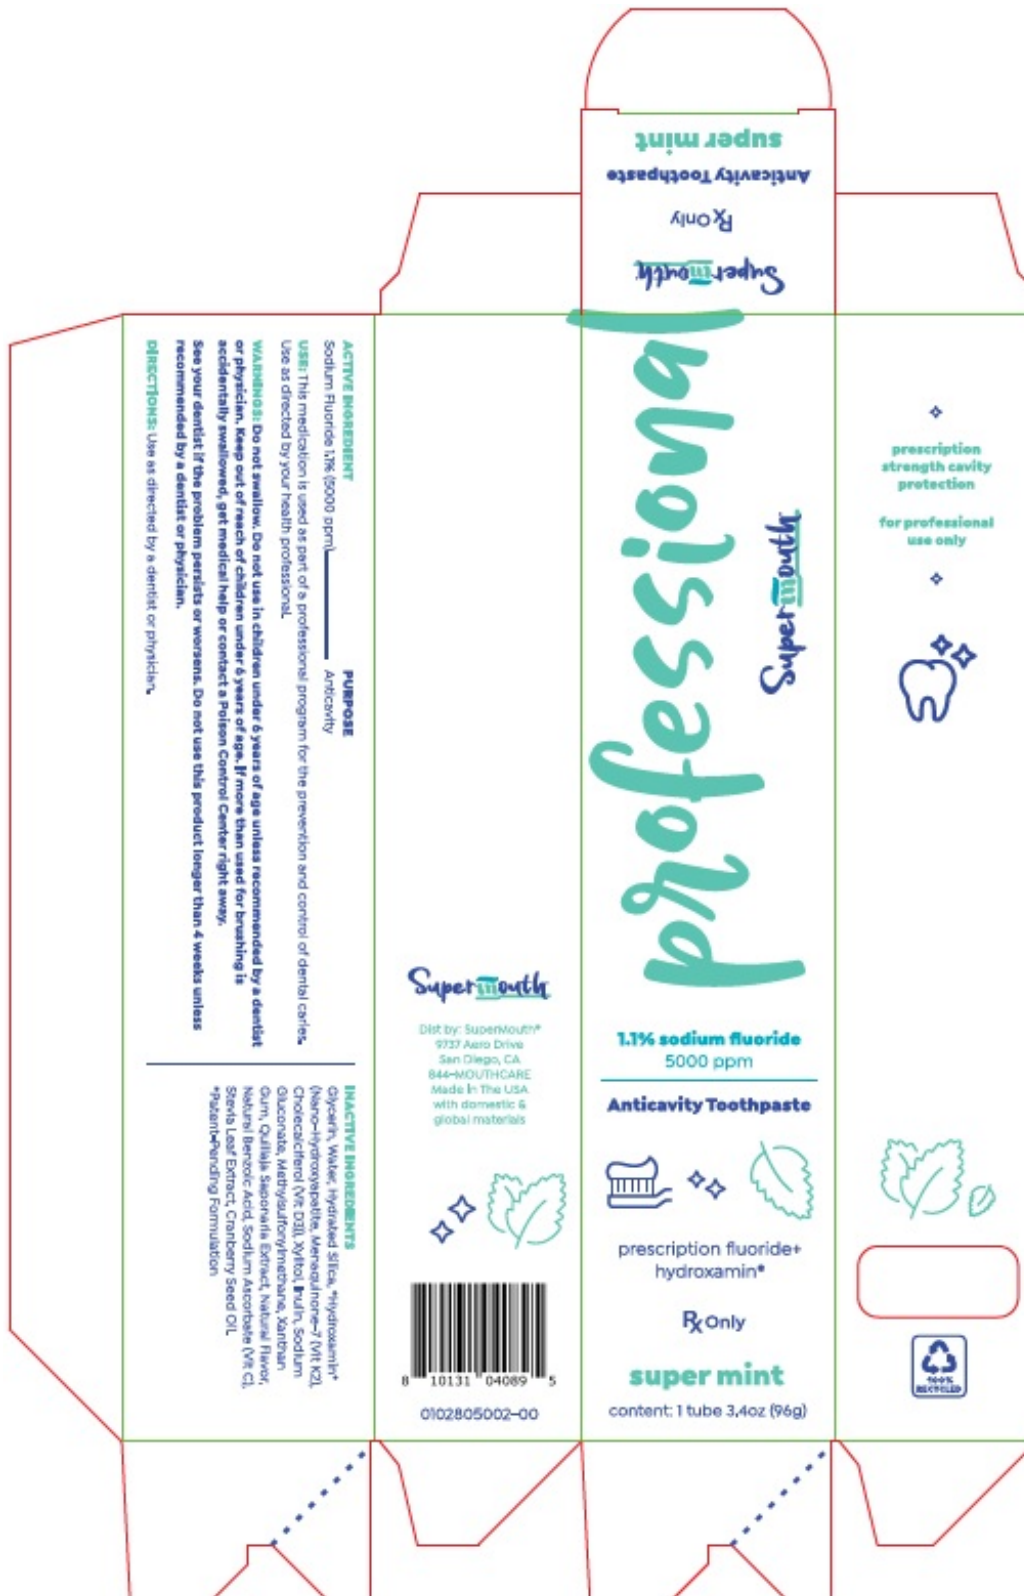 super mint
Anticavity Toothpaste
Rx Only
Supermouth
professional
Supermouth
1.1% sodium fluoride
5000 ppm
Anticavity Toothpaste
prescription fluoride+
hydroxamin*
Rx Only
super mint
content: 1 tube 3.4oz (96g)
prescription
strength cavity
protection
for professional
use only
100%
RECYCLED
Supermouth
Dist by: SuperMouth®
9737 Aero Drive
San Diego, CA
844-MOUTHCARE
Made in The USA
with domestic &
global materials
8 10131 04089 5
0102805002-00
ACTIVE INGREDIENT PURPOSE
Sodium Fluoride 1.1% (5000 ppm) Anticavity
USE: This medication is used as part of a professional program for the prevention and control of dental caries.
Use as directed by your health professional.
WARNINGS: Do not swallow. Do not use in children under 6 years of age unless recommended by a dentist
or physician. Keep out of reach of children under 6 years of age. If more than used for brushing is
accidentally swallowed, get medical help or contact a Poison Control Center right away.
See your dentist if the problem persists or worsens. Do not use this product longer than 4 weeks unless
recommended by a dentist or physician.
DIRECTIONS: Use as directed by a dentist or physician.
INACTIVE INGREDIENTS
Glycerin, Water, Hydrated Silica, *Hydroxamin®
(Nano-Hydroxyapatite, Menaquinone-7 (Vit K2),
Cholecalciferol (Vit D3)), Xylitol, Inulin, Sodium
Gluconate, Methylsulfonylmethane, Xanthan
Gum, Quillaja Saponaria Extract, Natural Flavor,
Natural Benzoic Acid, Sodium Ascorbate (Vit C),
Stevia Leaf Extract, Cranberry Seed Oil.
*Patent-Pending Formulation